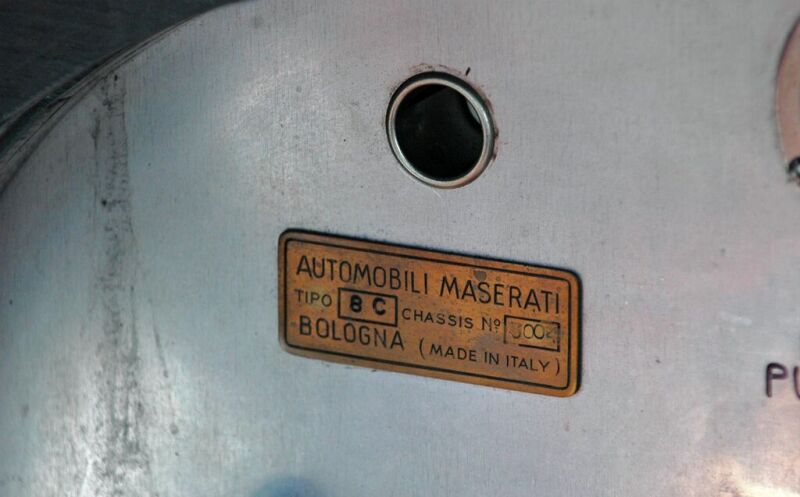 AUTOMOBILI MASERATI
TIPO 8C CHASSIS Nº
BOLOGNA (MADE IN ITALY)